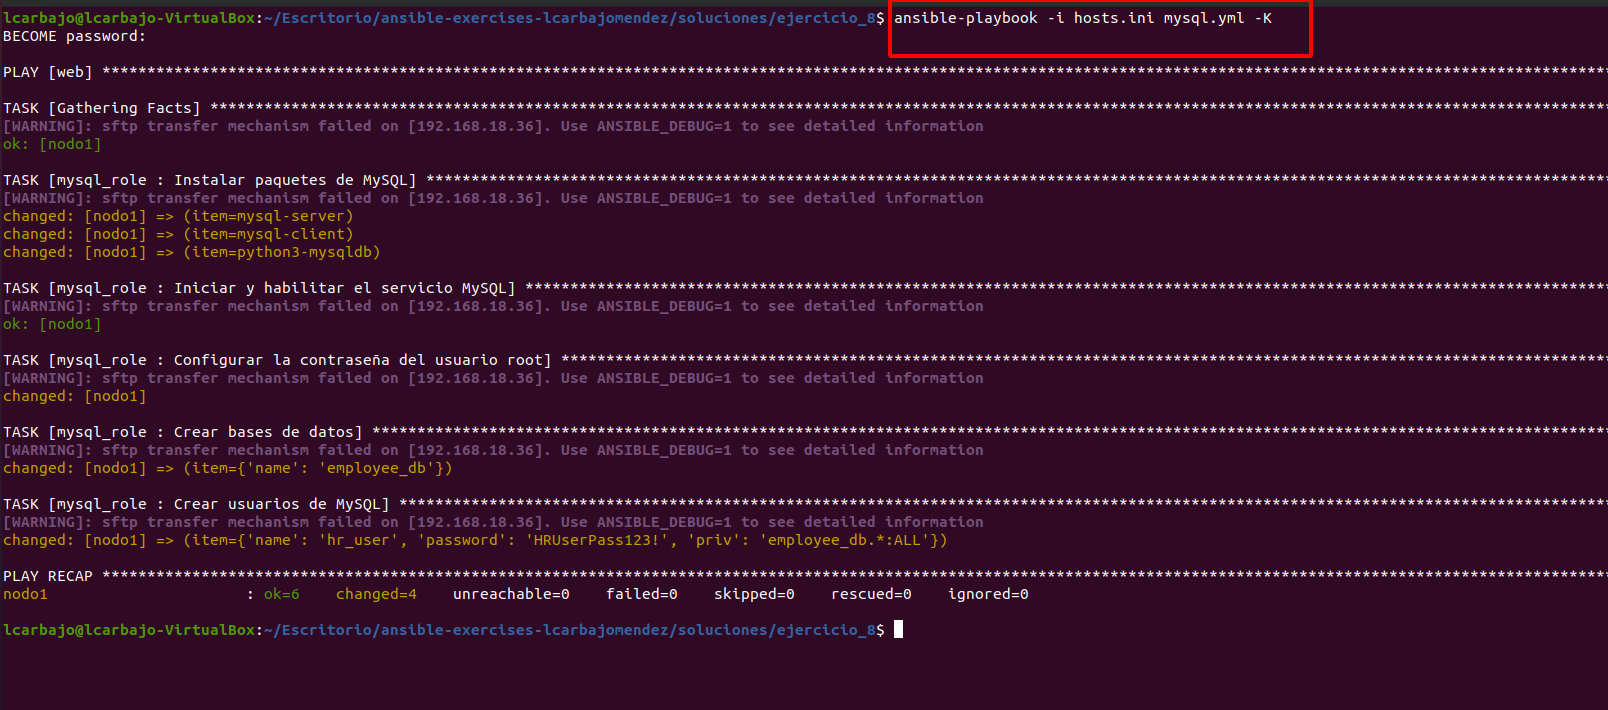 lcarbajo@lcarbajo-VirtualBox:~/Escritorio/ansible-exercises-lcarbajomendez/soluciones/ejercicio_8$ ansible-playbook -i hosts.ini mysql.yml -K
BECOME password:
PLAY [web] ************************************************************************************************************************************************************************
TASK [Gathering Facts] ************************************************************************************************************************************************************
[WARNING]: sftp transfer mechanism failed on [192.168.18.36]. Use ANSIBLE_DEBUG=1 to see detailed information
ok: [nodo1]
TASK [mysql_role : Instalar paquetes de MySQL] ************************************************************************************************************************************
[WARNING]: sftp transfer mechanism failed on [192.168.18.36]. Use ANSIBLE_DEBUG=1 to see detailed information
changed: [nodo1] => (item=mysql-server)
changed: [nodo1] => (item=mysql-client)
changed: [nodo1] => (item=python3-mysqldb)
TASK [mysql_role : Iniciar y habilitar el servicio MySQL] *************************************************************************************************************************
[WARNING]: sftp transfer mechanism failed on [192.168.18.36]. Use ANSIBLE_DEBUG=1 to see detailed information
ok: [nodo1]
TASK [mysql_role : Configurar la contraseña del usuario root] *********************************************************************************************************************
[WARNING]: sftp transfer mechanism failed on [192.168.18.36]. Use ANSIBLE_DEBUG=1 to see detailed information
changed: [nodo1]
TASK [mysql_role : Crear bases de datos] ******************************************************************************************************************************************
[WARNING]: sftp transfer mechanism failed on [192.168.18.36]. Use ANSIBLE_DEBUG=1 to see detailed information
changed: [nodo1] => (item={'name': 'employee_db'})
TASK [mysql_role : Crear usuarios de MySQL] ***************************************************************************************************************************************
[WARNING]: sftp transfer mechanism failed on [192.168.18.36]. Use ANSIBLE_DEBUG=1 to see detailed information
changed: [nodo1] => (item={'name': 'hr_user', 'password': 'HRUserPass123!', 'priv': 'employee_db.*:ALL'})
PLAY RECAP ************************************************************************************************************************************************************************
nodo1                      : ok=6    changed=4    unreachable=0    failed=0    skipped=0    rescued=0    ignored=0
lcarbajo@lcarbajo-VirtualBox:~/Escritorio/ansible-exercises-lcarbajomendez/soluciones/ejercicio_8$